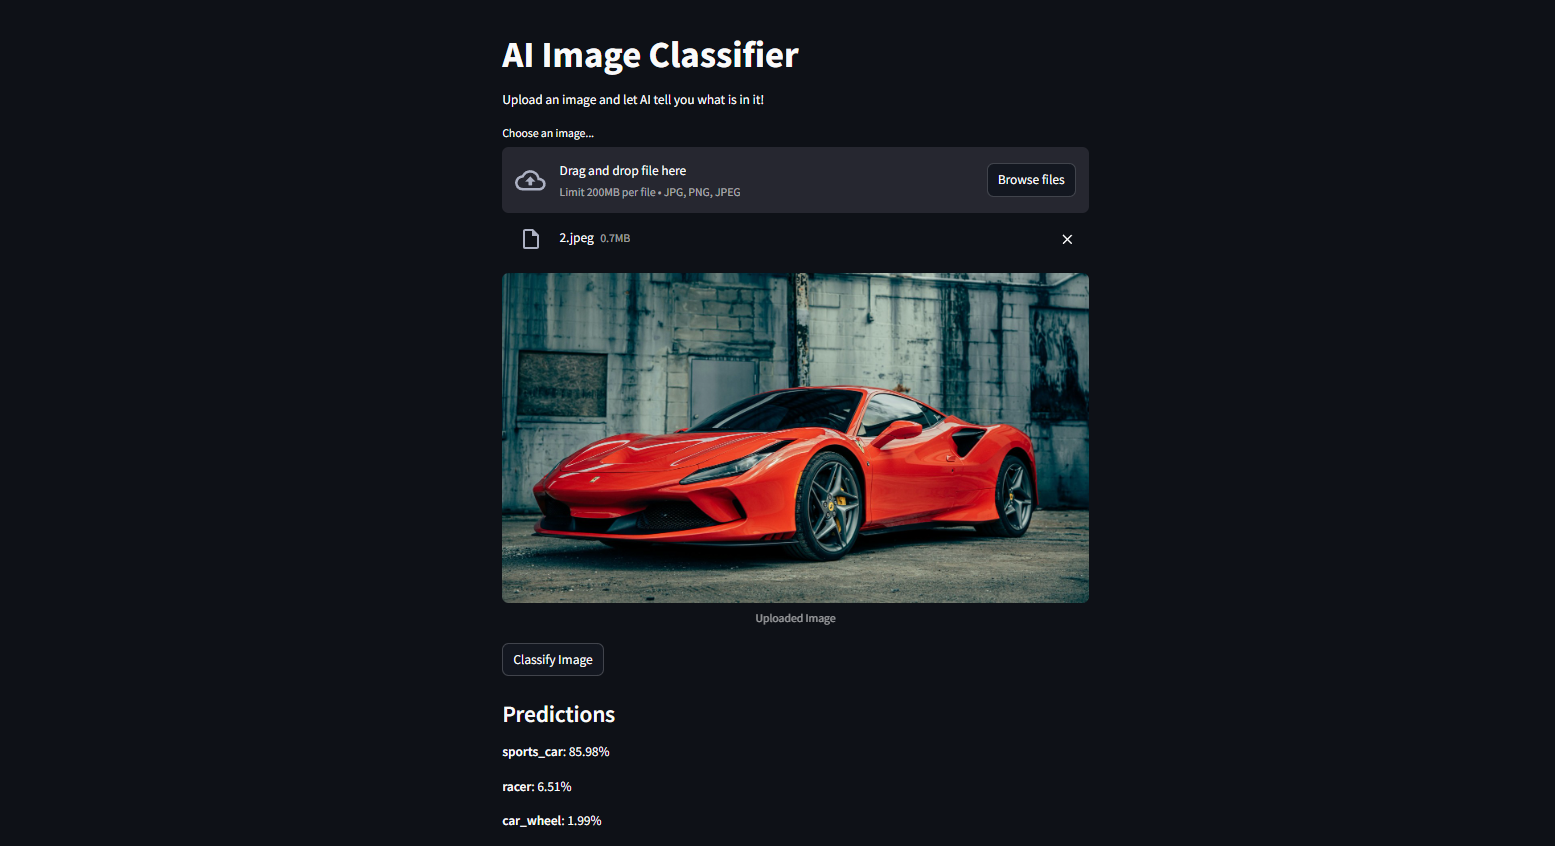 AI Image Classifier
Upload an image and let AI tell you what is in it!
Choose an image...
Drag and drop file here
Limit 200MB per file • JPG, PNG, JPEG
Browse files
2.jpeg 0.7MB
Uploaded Image
Classify Image
Predictions
sports_car: 85.98%
racer: 6.51%
car_wheel: 1.99%